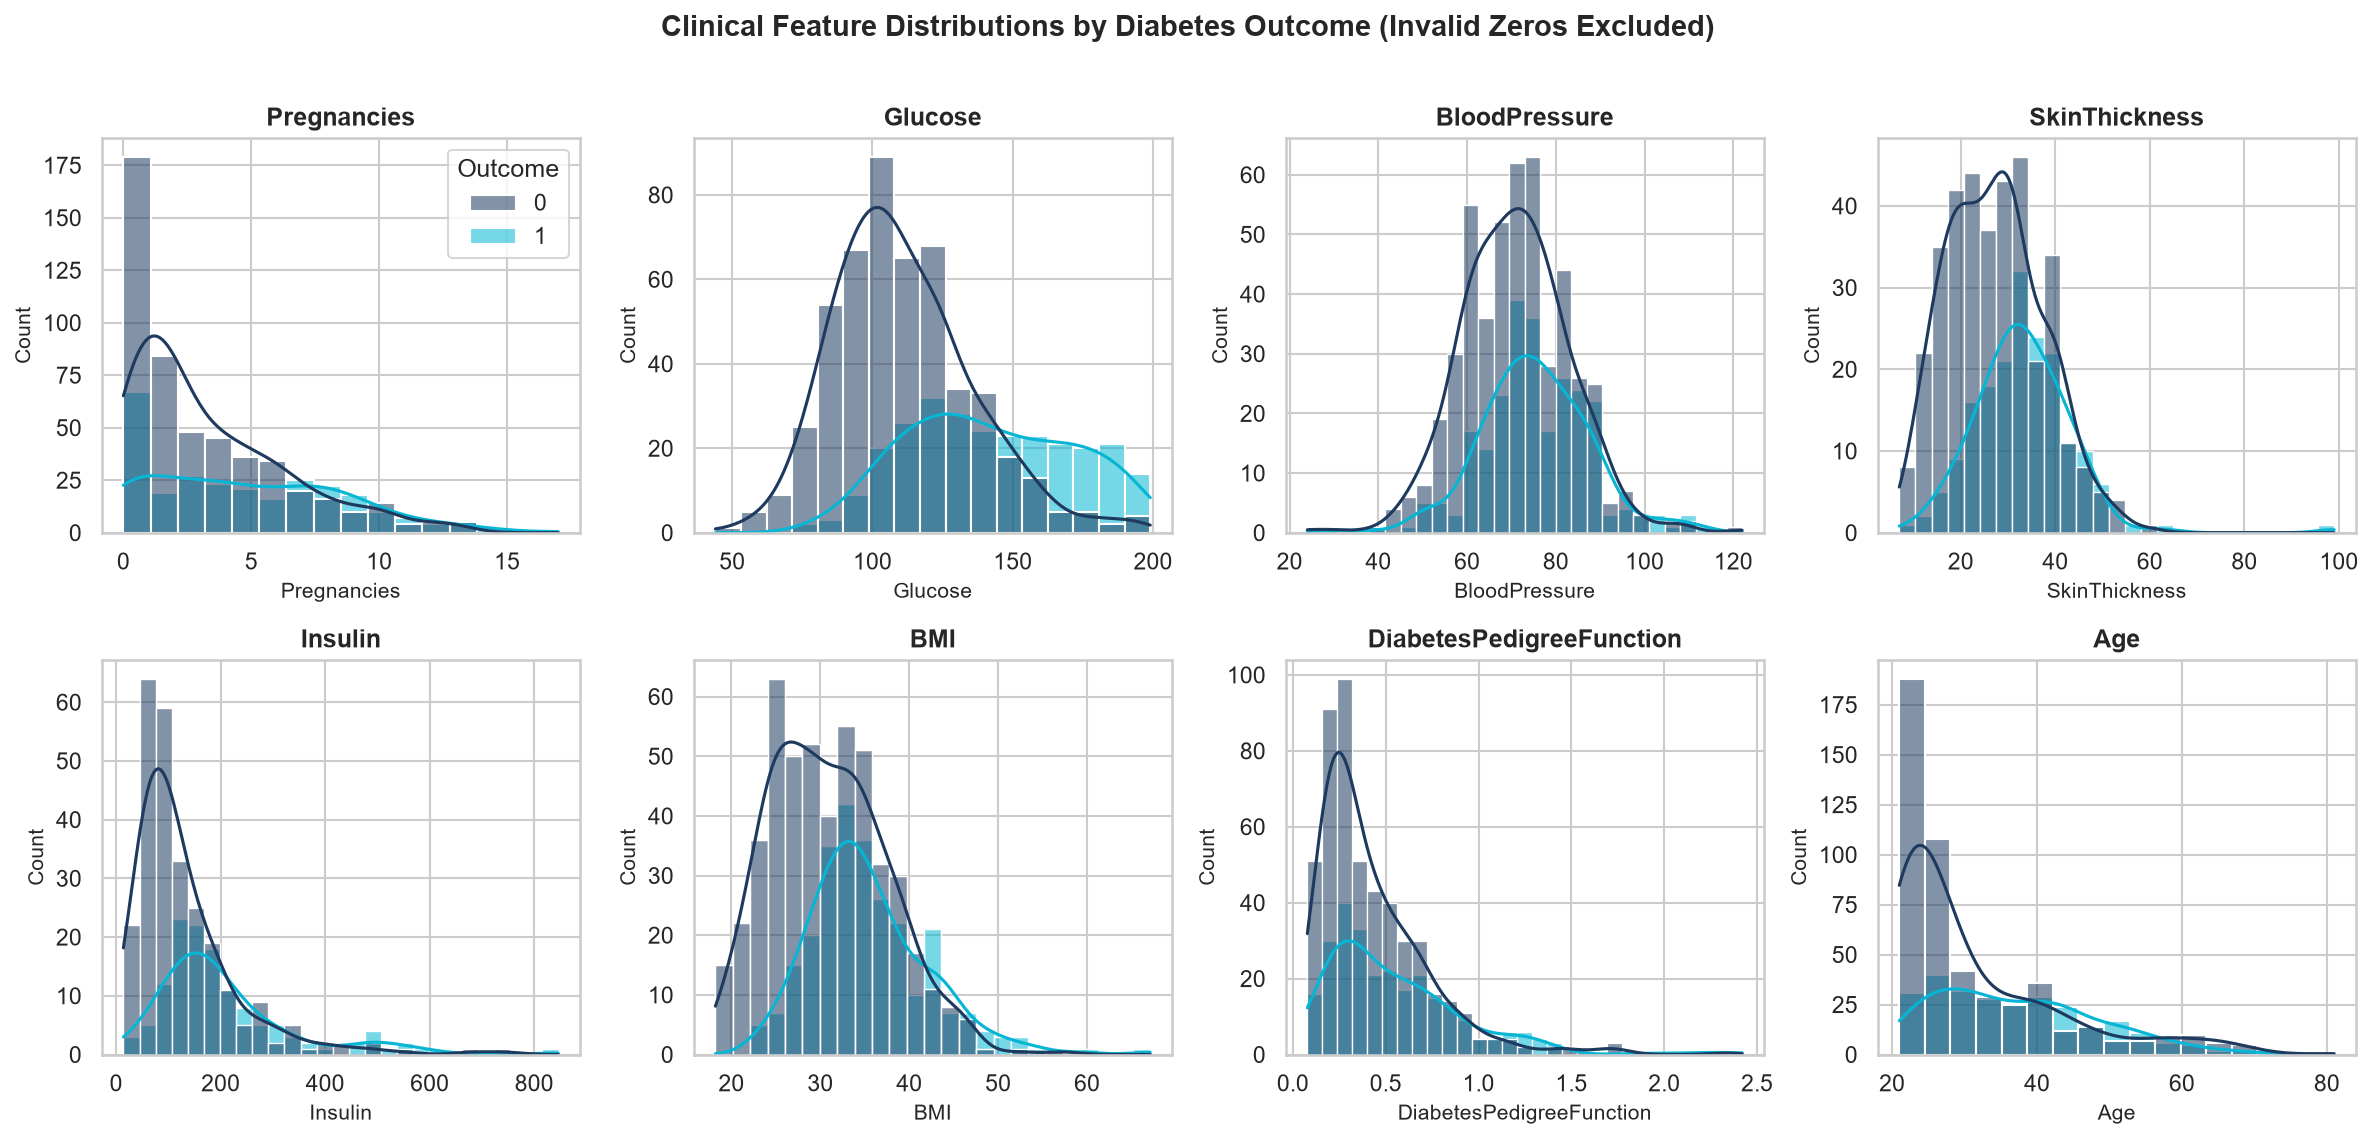 Clinical Feature Distributions by Diabetes Outcome (Invalid Zeros Excluded)
Pregnancies
175
150
125
100
75
50
25
0
Count
0 5 10 15
Pregnancies
Outcome
0
1
Glucose
80
60
40
20
0
Count
50 100 150 200
Glucose
BloodPressure
60
50
40
30
20
10
0
Count
20 40 60 80 100 120
BloodPressure
SkinThickness
40
30
20
10
0
Count
20 40 60 80 100
SkinThickness
Insulin
60
50
40
30
20
10
0
Count
0 200 400 600 800
Insulin
BMI
60
50
40
30
20
10
0
Count
20 30 40 50 60
BMI
DiabetesPedigreeFunction
100
80
60
40
20
0
Count
0.0 0.5 1.0 1.5 2.0 2.5
DiabetesPedigreeFunction
Age
175
150
125
100
75
50
25
0
Count
20 40 60 80
Age